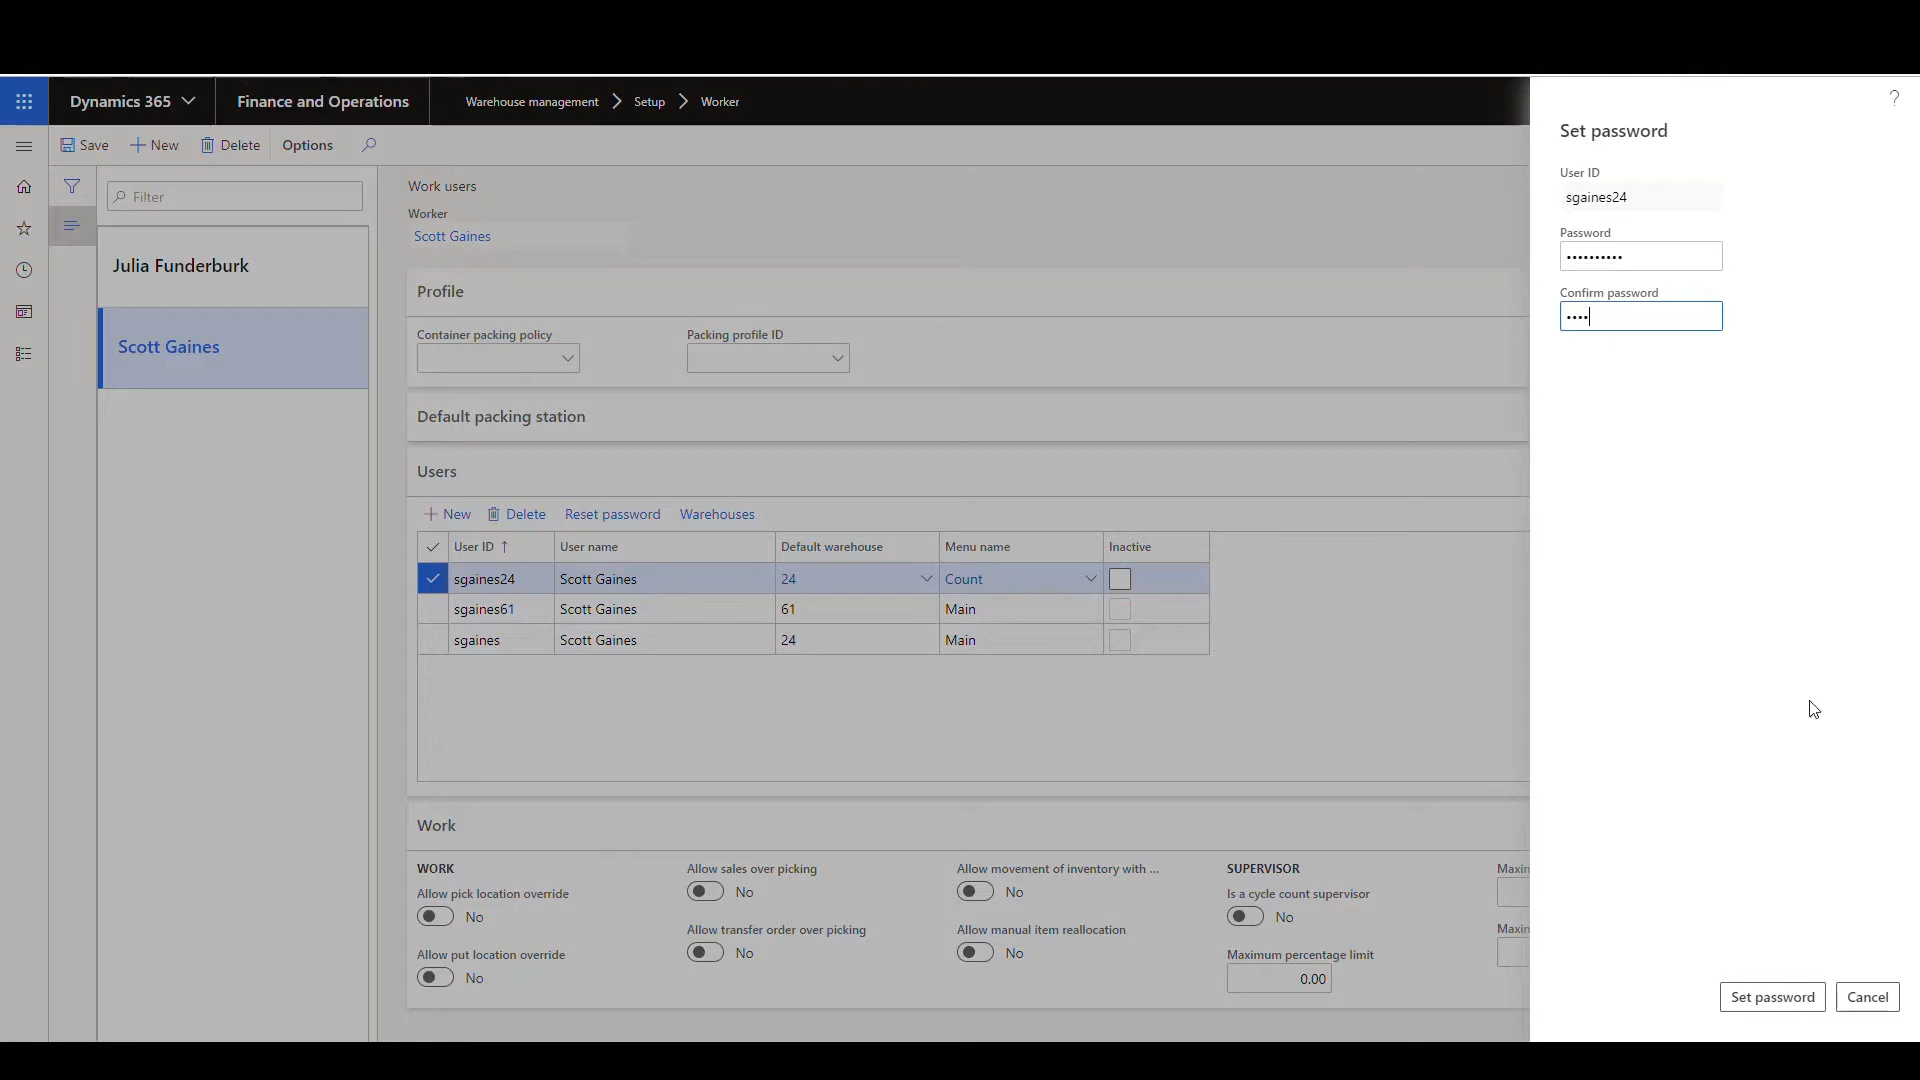 Dynamics 365
Finance and Operations
Warehouse management
Setup
Worker
?
Save
New
Delete
Options
Filter
Julia Funderburk
Scott Gaines
Work users
Worker
Scott Gaines
Profile
Container packing policy
Packing profile ID
Default packing station
Users
New
Delete
Reset password
Warehouses
User ID ↑ User name Default warehouse Menu name Inactive
sgaines24 Scott Gaines 24 Count
sgaines61 Scott Gaines 61 Main
sgaines Scott Gaines 24 Main
Work
WORK
Allow pick location override
No
Allow put location override
No
Allow sales over picking
No
Allow transfer order over picking
No
Allow movement of inventory with ...
No
Allow manual item reallocation
No
SUPERVISOR
Is a cycle count supervisor
No
Maximum percentage limit
0.00
Maxin
Maxin
Set password
User ID
sgaines24
Password
••••••••••
Confirm password
••••
Set password
Cancel